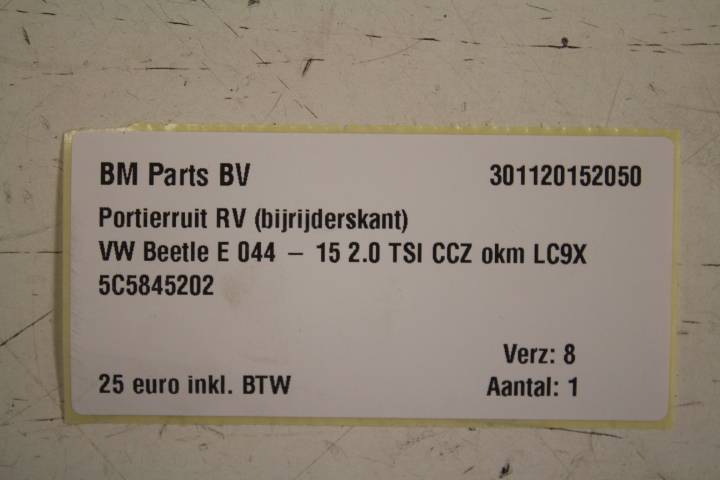 BM Parts BV 301120152050
Portierruit RV (bijrijderskant)
VW Beetle E 044 – 15 2.0 TSI CCZ okm LC9X
5C5845202
Verz: 8
25 euro inkl. BTW Aantal: 1